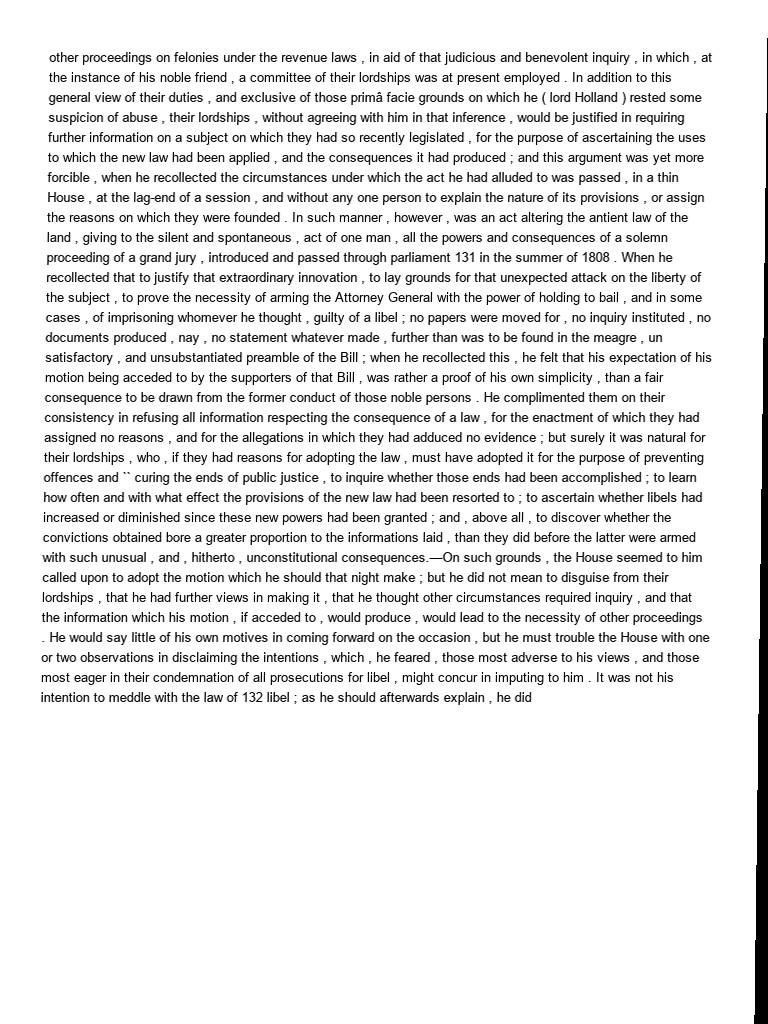 other proceedings on felonies under the revenue laws , in aid of that judicious and benevolent inquiry , in which , at
the instance of his noble friend , a committee of their lordships was at present employed . In addition to this
general view of their duties , and exclusive of those primâ facie grounds on which he ( lord Holland ) rested some
suspicion of abuse , their lordships , without agreeing with him in that inference , would be justified in requiring
further information on a subject on which they had so recently legislated , for the purpose of ascertaining the uses
to which the new law had been applied , and the consequences it had produced ; and this argument was yet more
forcible , when he recollected the circumstances under which the act he had alluded to was passed , in a thin
House , at the lag-end of a session , and without any one person to explain the nature of its provisions , or assign
the reasons on which they were founded . In such manner , however , was an act altering the antient law of the
land , giving to the silent and spontaneous , act of one man , all the powers and consequences of a solemn
proceeding of a grand jury , introduced and passed through parliament 131 in the summer of 1808 . When he
recollected that to justify that extraordinary innovation , to lay grounds for that unexpected attack on the liberty of
the subject , to prove the necessity of arming the Attorney General with the power of holding to bail , and in some
cases , of imprisoning whomever he thought , guilty of a libel ; no papers were moved for , no inquiry instituted , no
documents produced , nay , no statement whatever made , further than was to be found in the meagre , un
satisfactory , and unsubstantiated preamble of the Bill ; when he recollected this , he felt that his expectation of his
motion being acceded to by the supporters of that Bill , was rather a proof of his own simplicity , than a fair
consequence to be drawn from the former conduct of those noble persons . He complimented them on their
consistency in refusing all information respecting the consequence of a law , for the enactment of which they had
assigned no reasons , and for the allegations in which they had adduced no evidence ; but surely it was natural for
their lordships , who , if they had reasons for adopting the law , must have adopted it for the purpose of preventing
offences and `` curing the ends of public justice , to inquire whether those ends had been accomplished ; to learn
how often and with what effect the provisions of the new law had been resorted to ; to ascertain whether libels had
increased or diminished since these new powers had been granted ; and , above all , to discover whether the
convictions obtained bore a greater proportion to the informations laid , than they did before the latter were armed
with such unusual , and , hitherto , unconstitutional consequences.—On such grounds , the House seemed to him
called upon to adopt the motion which he should that night make ; but he did not mean to disguise from their
lordships , that he had further views in making it , that he thought other circumstances required inquiry , and that
the information which his motion , if acceded to , would produce , would lead to the necessity of other proceedings
. He would say little of his own motives in coming forward on the occasion , but he must trouble the House with one
or two observations in disclaiming the intentions , which , he feared , those most adverse to his views , and those
most eager in their condemnation of all prosecutions for libel , might concur in imputing to him . It was not his
intention to meddle with the law of 132 libel ; as he should afterwards explain , he did